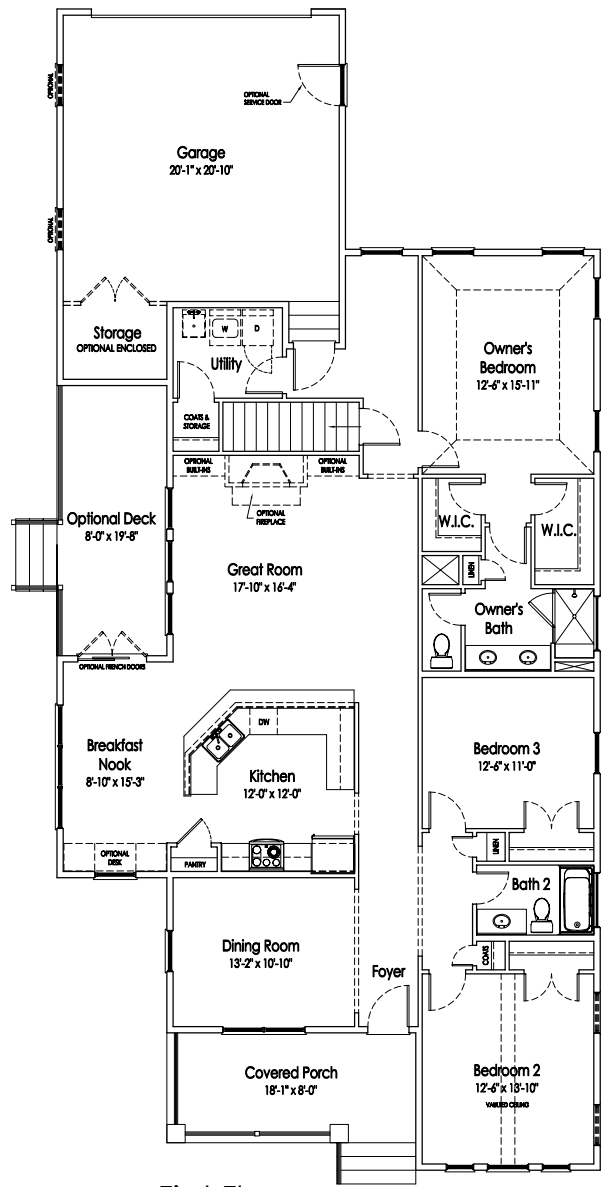 OPTIONAL
OPTIONAL
SERVICE DOOR
Garage
20'-1" x 20'-10"
OPTIONAL
Storage
OPTIONAL ENCLOSED
W
D
Utility
Owner's
Bedroom
12'-6" x 15'-11"
COATS &
STORAGE
OPTIONAL
BUILT-INS
OPTIONAL
BUILT-INS
OPTIONAL
FIREPLACE
W.I.C.
W.I.C.
Optional Deck
8'-0" x 19'-8"
Great Room
17'-10" x 16'-4"
LINEN
Owner's
Bath
OPTIONAL FRENCH DOORS
DW
Breakfast
Nook
8'-10" x 15'-3"
Kitchen
12'-0" x 12'-0"
Bedroom 3
12'-6" x 11'-0"
OPTIONAL
DESK
PANTRY
LINEN
Bath 2
Dining Room
13'-2" x 10'-10"
COATS
Foyer
Covered Porch
18'-1" x 8'-0"
Bedroom 2
12'-6" x 13'-10"
VAULTED CEILING